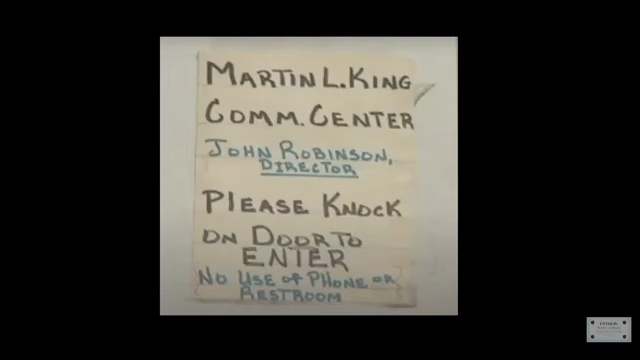 MARTIN L. KING
COMM. CENTER
JOHN ROBINSON,
DIRECTOR
PLEASE KNOCK
ON DOOR TO
ENTER
NO USE OF PHONE OR
RESTROOM